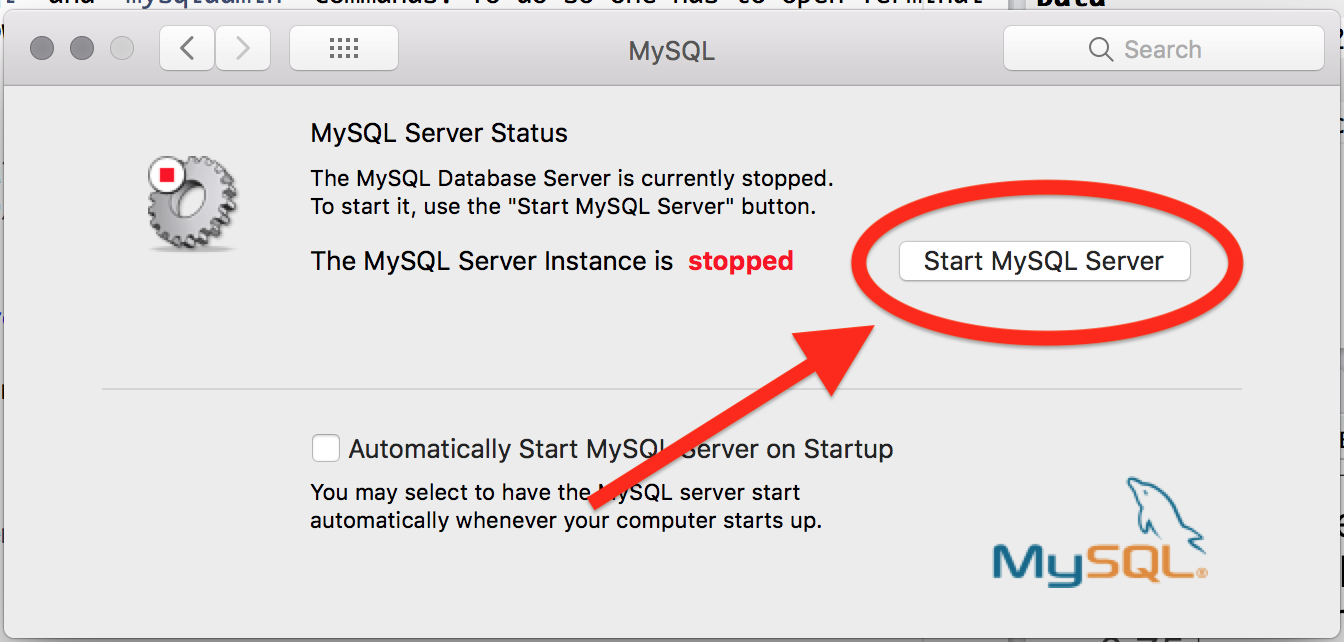 and mysqladmin commands. To do so one has to open Terminal
Data
MySQL
Search
MySQL Server Status
The MySQL Database Server is currently stopped.
To start it, use the "Start MySQL Server" button.
The MySQL Server Instance is stopped
Start MySQL Server
Automatically Start MySQL Server on Startup
You may select to have the MySQL server start
automatically whenever your computer starts up.
MySQL®